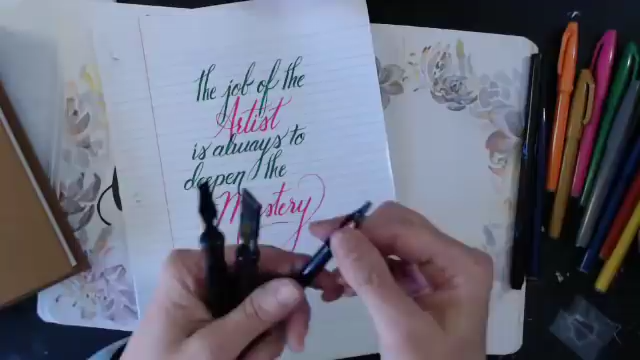 the job of the
Artist
is always to
deepen the
Mystery